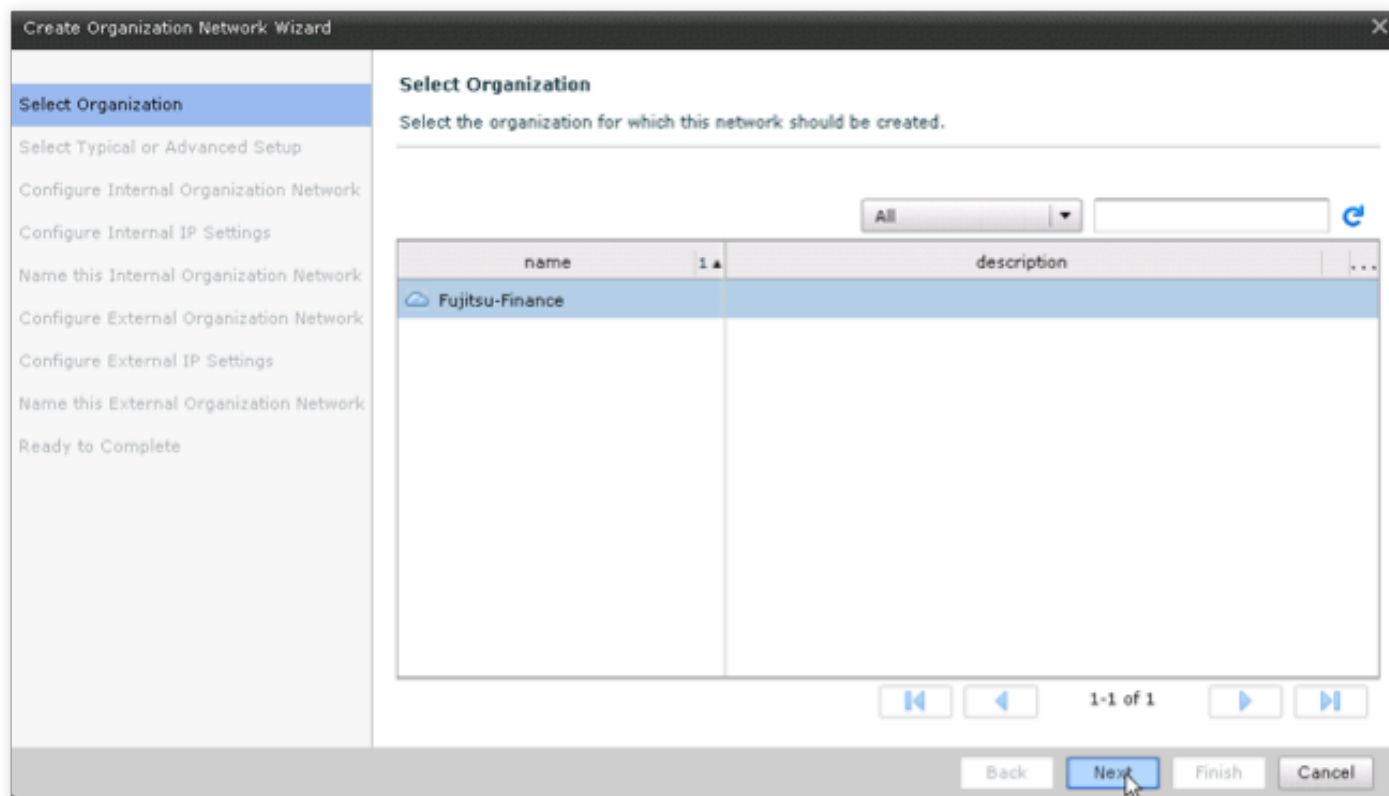 Create Organization Network Wizard
Select Organization
Select Typical or Advanced Setup
Configure Internal Organization Network
Configure Internal IP Settings
Name this Internal Organization Network
Configure External Organization Network
Configure External IP Settings
Name this External Organization Network
Ready to Complete
Select Organization
Select the organization for which this network should be created.
All
name 1 ▲ description ...
Fujitsu-Finance
1-1 of 1
Back Next Finish Cancel